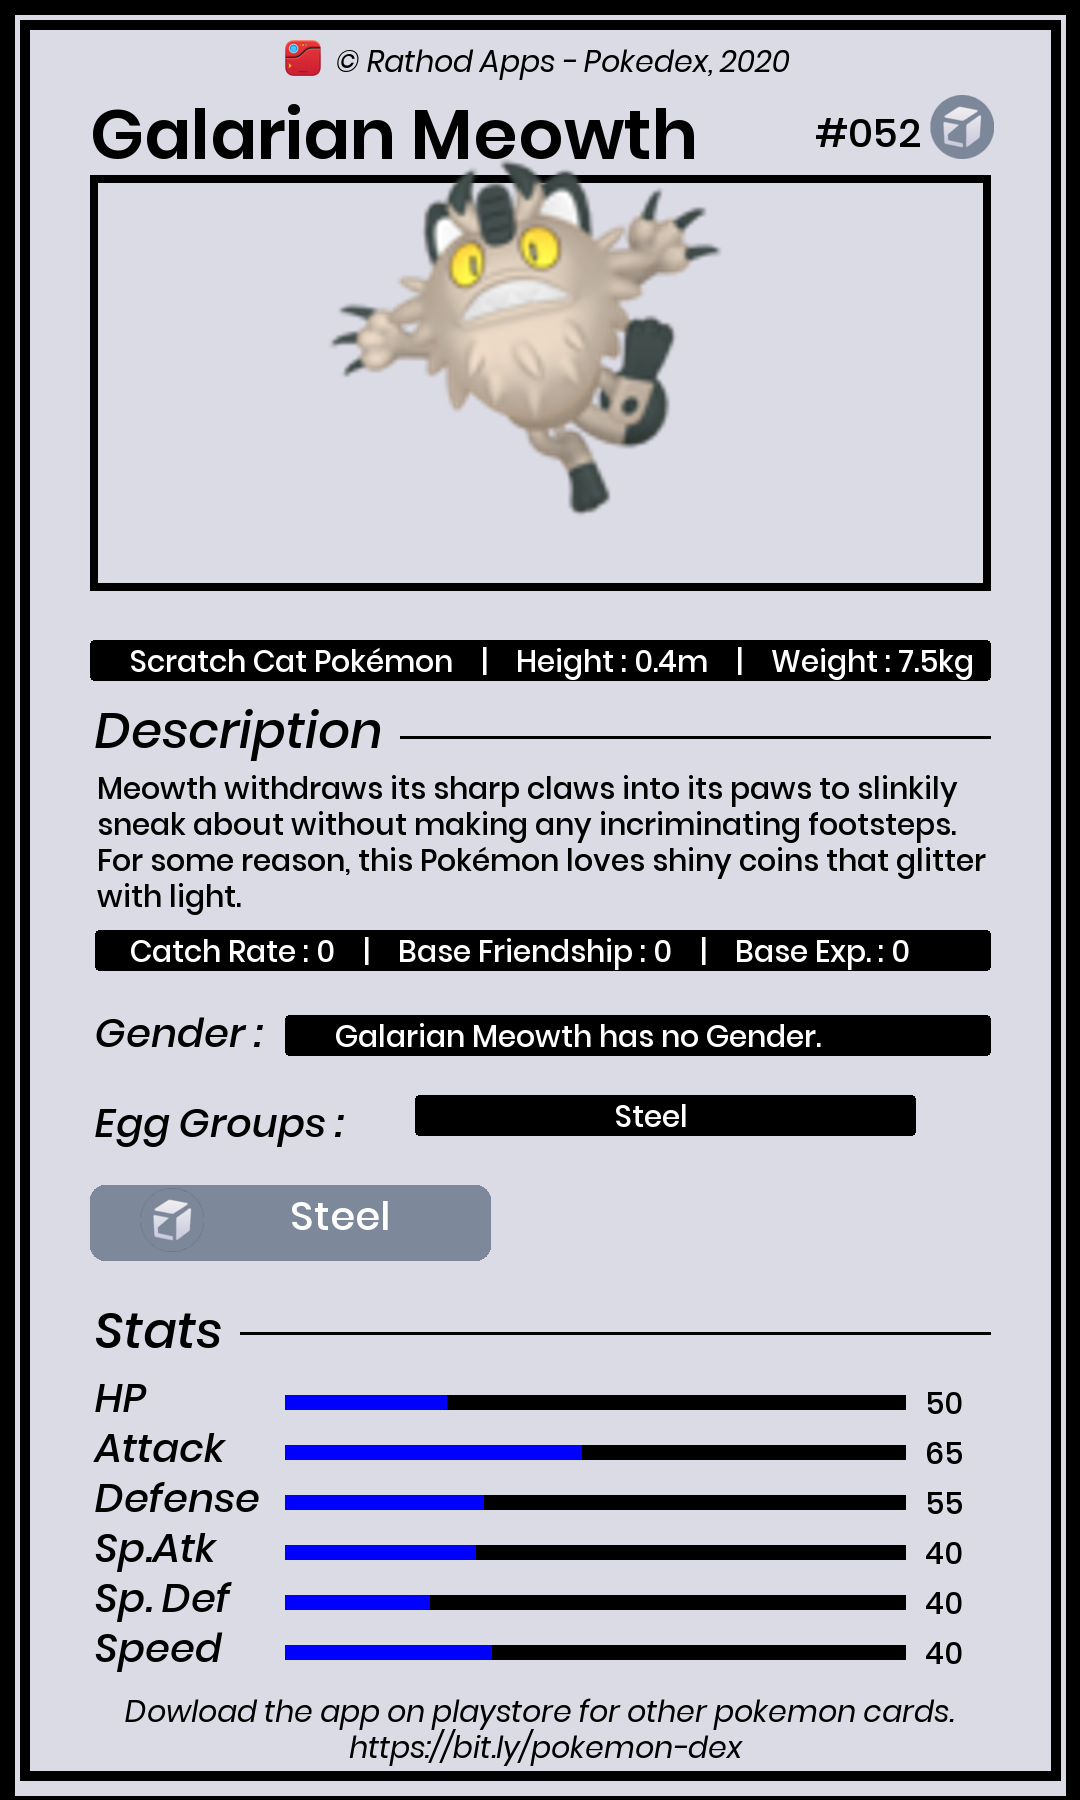 © Rathod Apps - Pokedex, 2020
Galarian Meowth #052
Scratch Cat Pokémon | Height : 0.4m | Weight : 7.5kg
Description
Meowth withdraws its sharp claws into its paws to slinkily
sneak about without making any incriminating footsteps.
For some reason, this Pokémon loves shiny coins that glitter
with light.
Catch Rate : 0 | Base Friendship : 0 | Base Exp. : 0
Gender : Galarian Meowth has no Gender.
Egg Groups : Steel
Steel
Stats
HP 50
Attack 65
Defense 55
Sp.Atk 40
Sp. Def 40
Speed 40
Dowload the app on playstore for other pokemon cards.
https://bit.ly/pokemon-dex